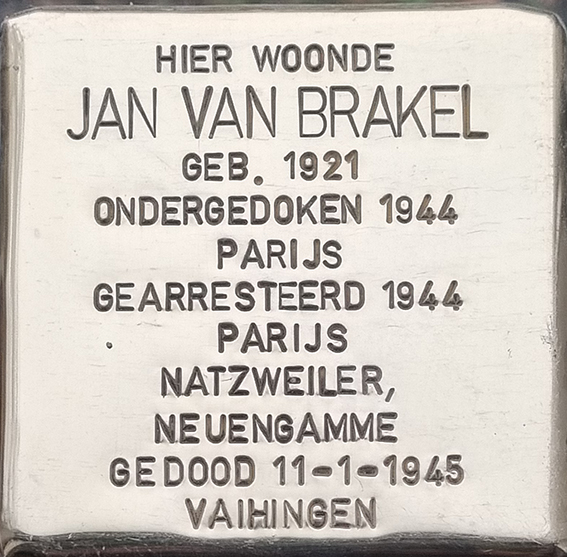 HIER WOONDE
JAN VAN BRAKEL
GEB. 1921
ONDERGEDOKEN 1944
PARIJS
GEARRESTEERD 1944
PARIJS
NATZWEILER,
NEUENGAMME
GEDOOD 11-1-1945
VAIHINGEN